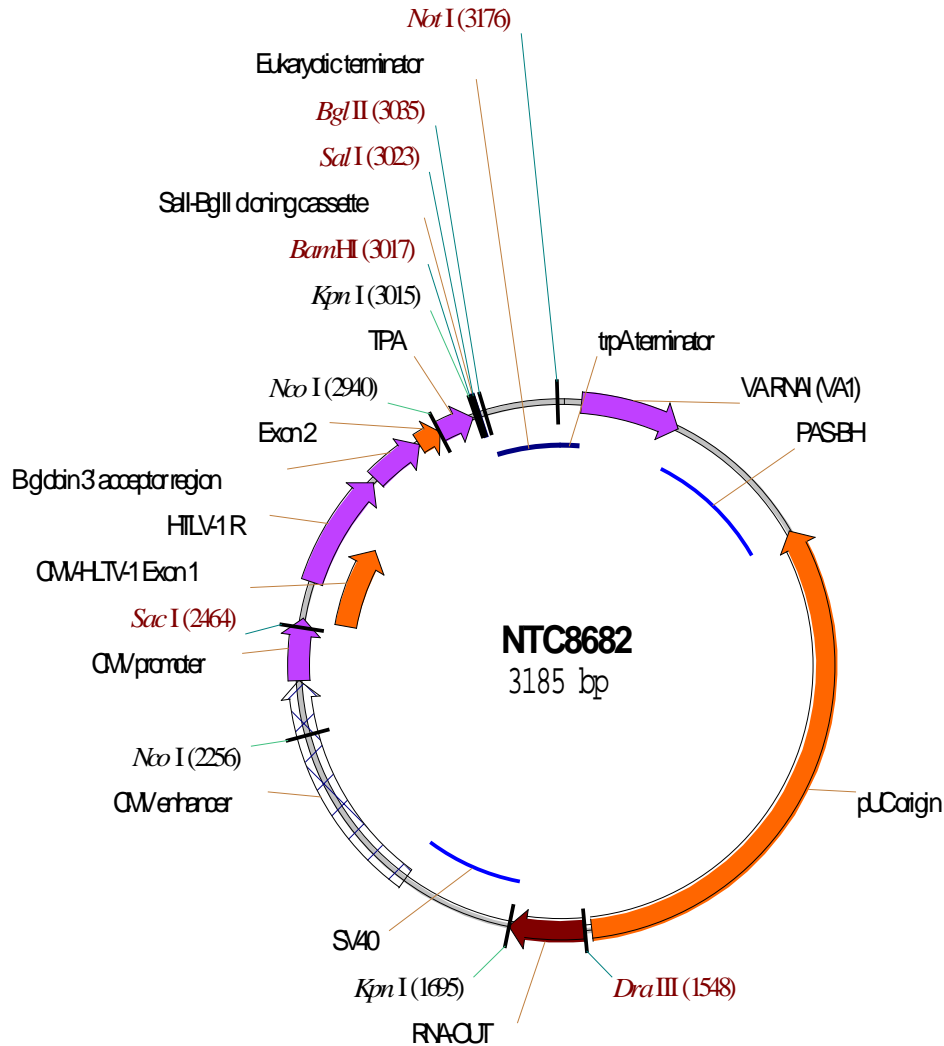 Not I (3176)
Eukaryotic terminator
Bgl II (3035)
Sal I (3023)
SalI-BglII cloning cassette
BamHI (3017)
Kpn I (3015)
TPA
trpA terminator
Nco I (2940)
VA RNAI (VA1)
Exon 2
PAS-BH
B globin 3' acceptor region
HTLV-1 R
CMV-HLTV-1 Exon 1
Sac I (2464)
NTC8682
CMV promoter
3185 bp
Nco I (2256)
CMV enhancer
pUC origin
SV40
Kpn I (1695)
Dra III (1548)
RNA-OUT